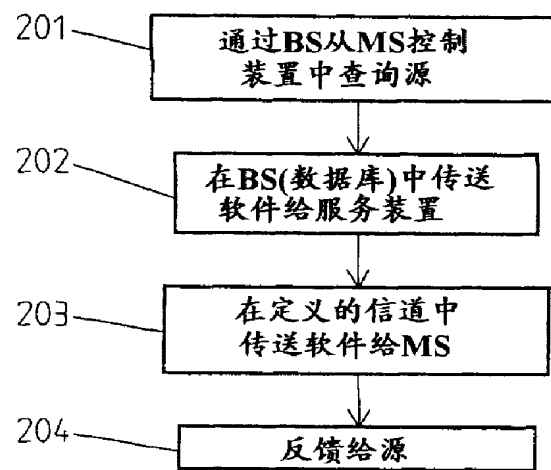 201
通过BS从MS控制
装置中查询源
202
在BS(数据库)中传送
软件给服务装置
203
在定义的信道中
传送软件给MS
204
反馈给源